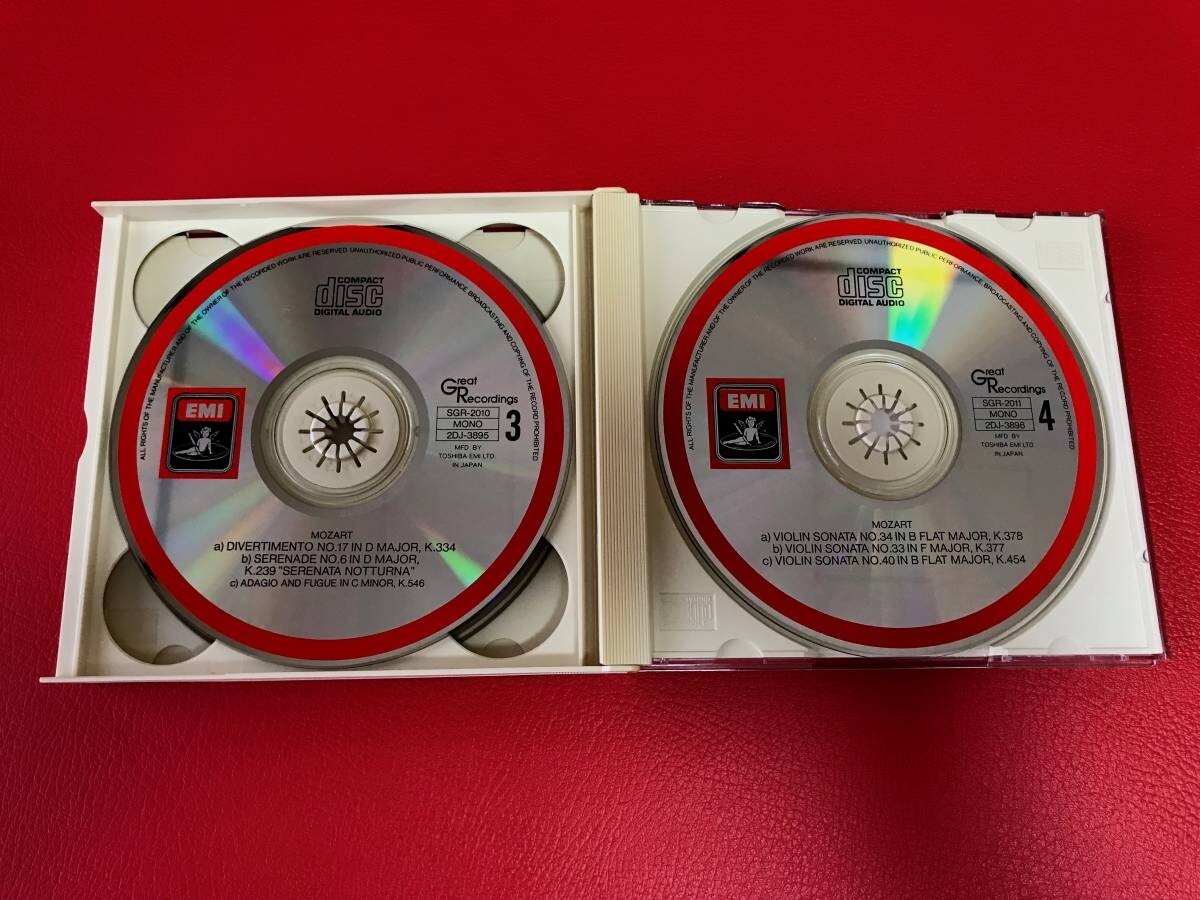 ALL RIGHTS OF THE MANUFACTURER AND OF THE OWNER OF THE RECORDED WORK ARE RESERVED. UNAUTHORIZED PUBLIC PERFORMANCE, BROADCASTING AND COPYING OF THE RECORD PROHIBITED
COMPACT
disc
DIGITAL AUDIO
EMI
Great
Recordings
SGR-2010
MONO
2DJ-3895
3
MFD. BY
TOSHIBA EMI LTD
IN JAPAN
MOZART
a) DIVERTIMENTO NO.17 IN D MAJOR, K.334
b) SERENADE NO.6 IN D MAJOR,
K.239 "SERENATA NOTTURNA"
c) ADAGIO AND FUGUE IN C MINOR, K.546
ALL RIGHTS OF THE MANUFACTURER AND OF THE OWNER OF THE RECORDED WORK ARE RESERVED. UNAUTHORIZED PUBLIC PERFORMANCE, BROADCASTING AND COPYING OF THE RECORD PROHIBITED
COMPACT
disc
DIGITAL AUDIO
EMI
Great
Recordings
SGR-2011
MONO
2DJ-3896
4
MFD. BY
TOSHIBA EMI LTD
IN JAPAN
MOZART
a) VIOLIN SONATA NO.34 IN B FLAT MAJOR, K.378
b) VIOLIN SONATA NO.33 IN F MAJOR, K.377
c) VIOLIN SONATA NO.40 IN B FLAT MAJOR, K.454